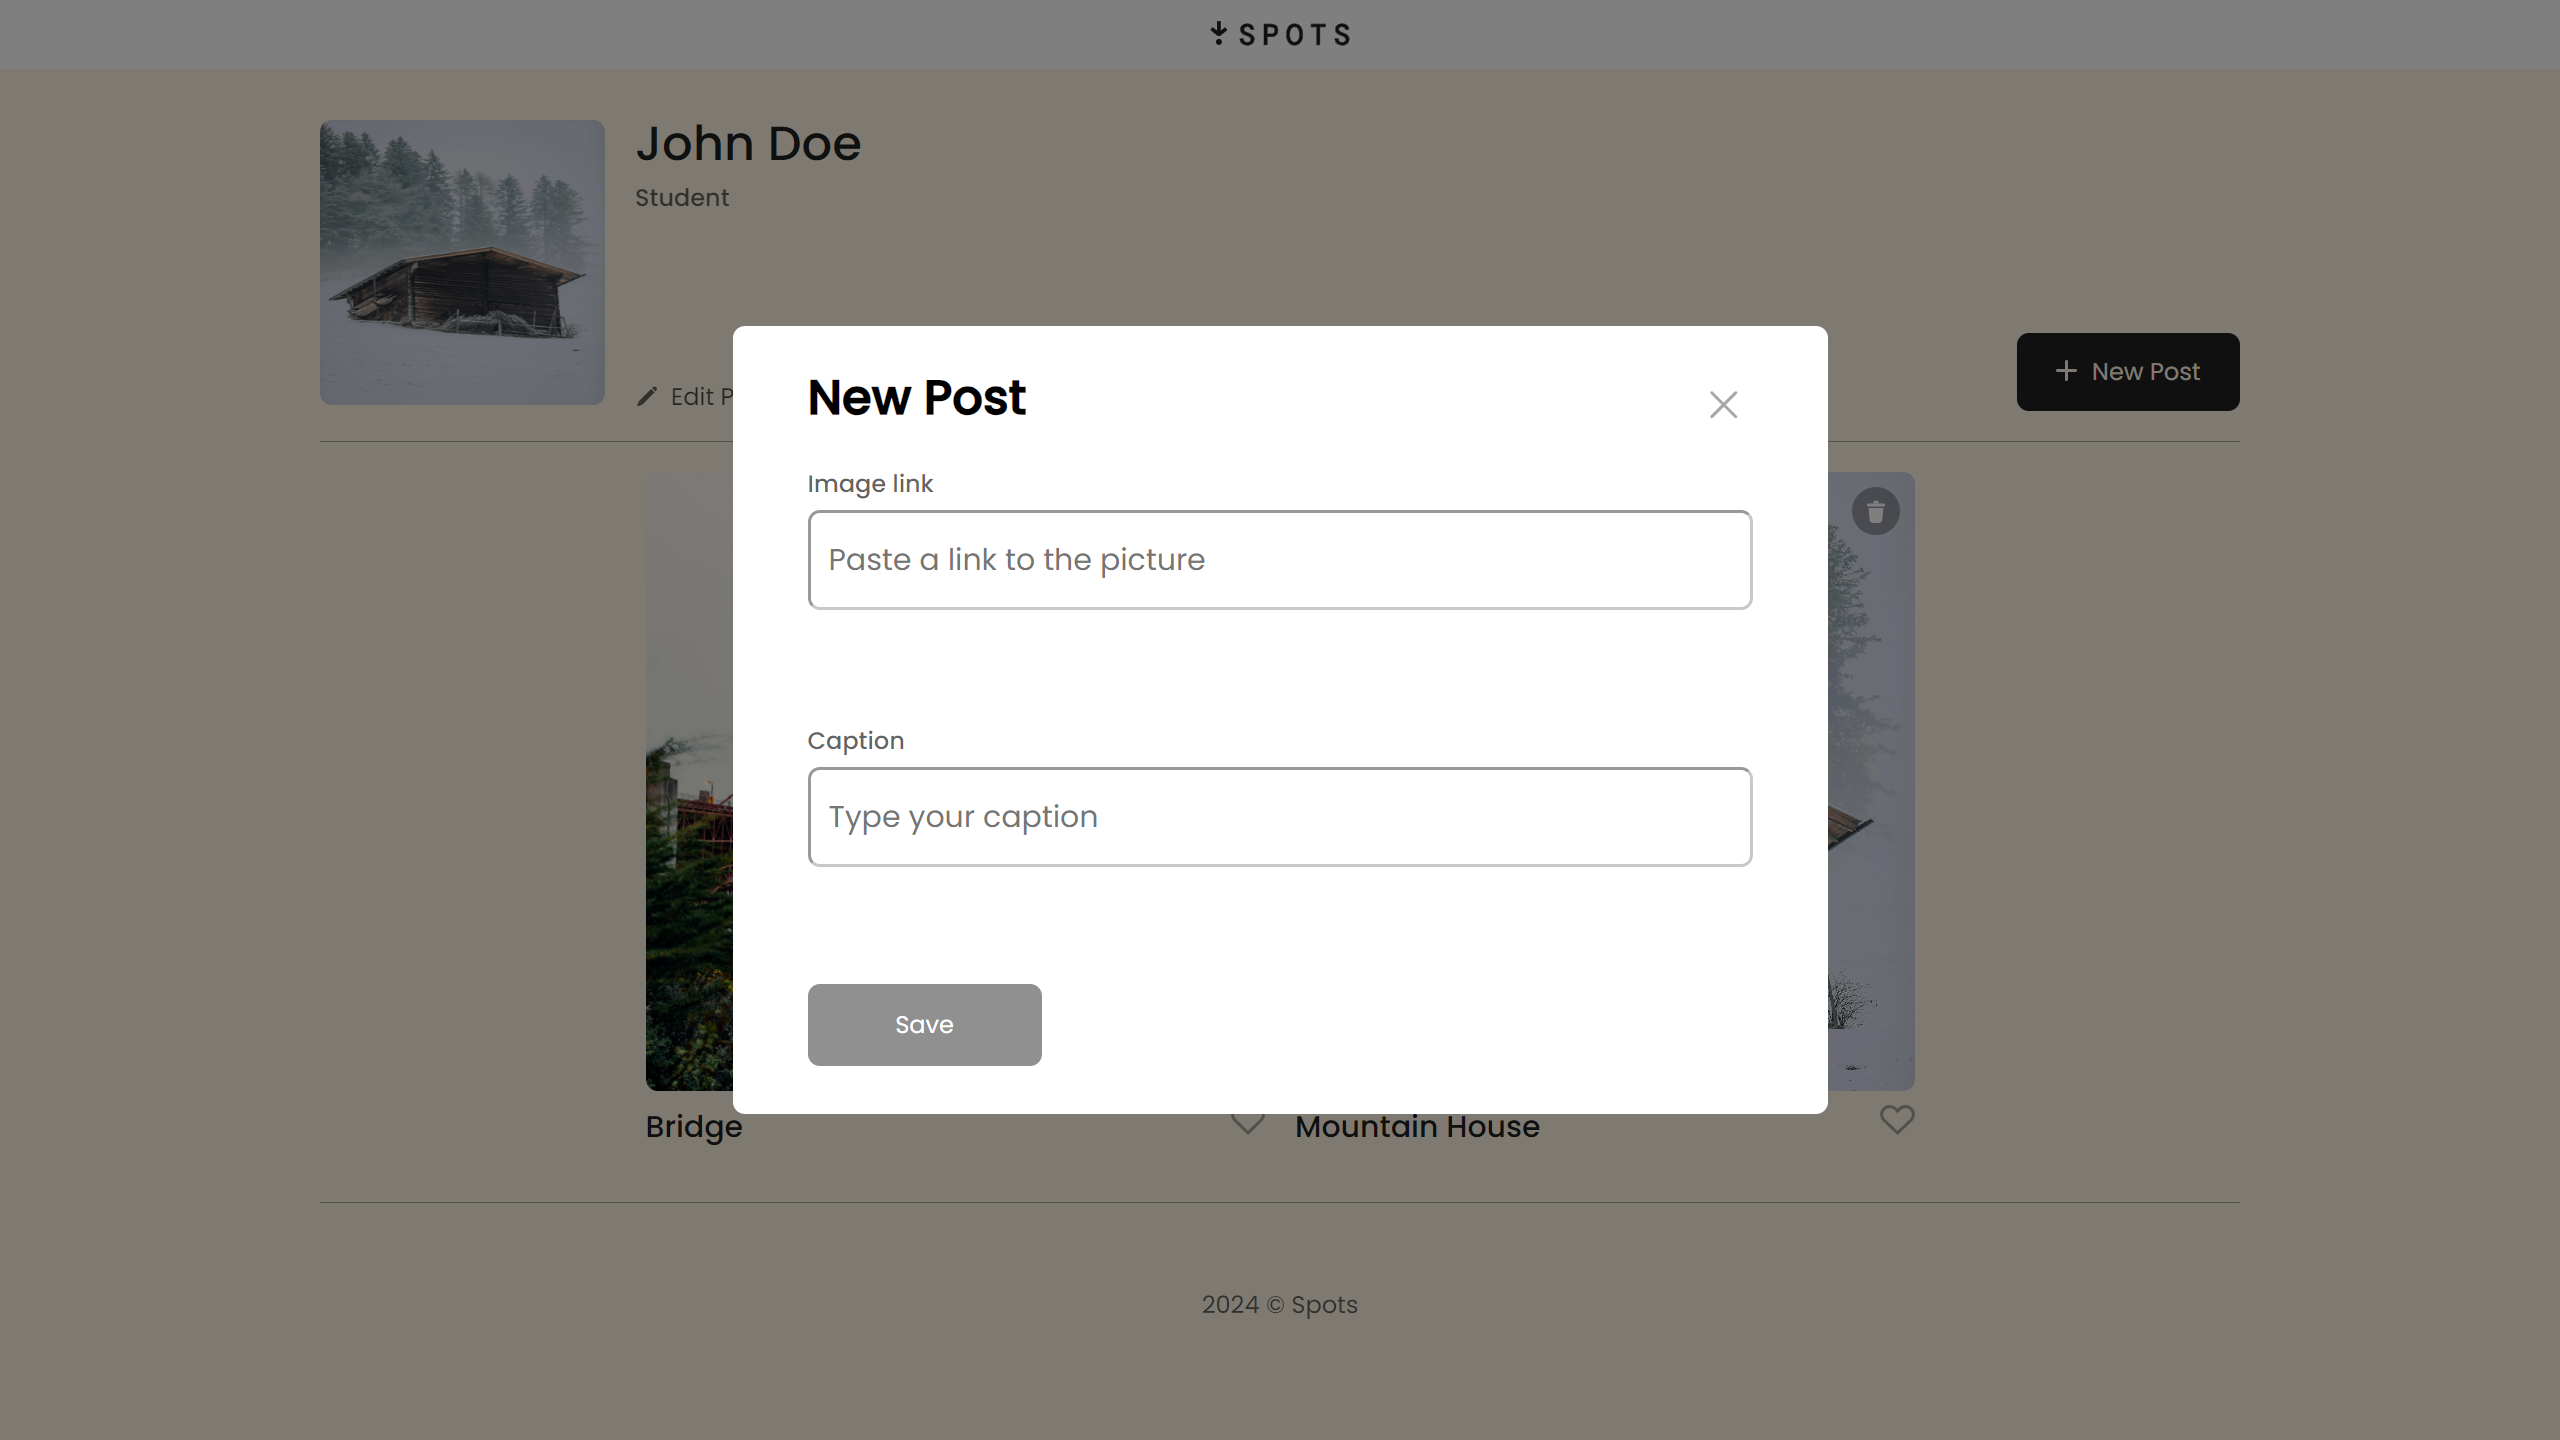 SPOTS
John Doe
Student
Edit P
New Post
New Post
Image link
Paste a link to the picture
Caption
Type your caption
Save
Bridge
Mountain House
2024 © Spots